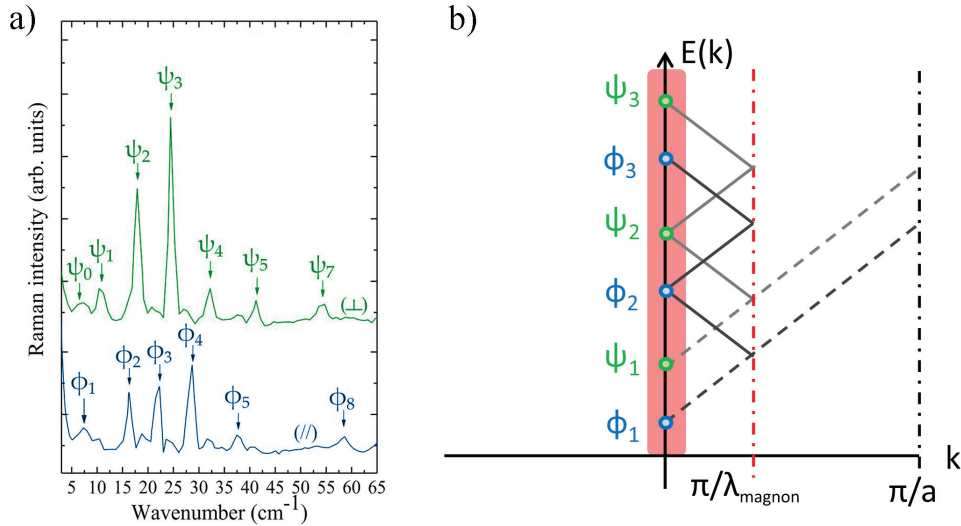 a)
Raman intensity (arb. units)
ψ0
ψ1
ψ2
ψ3
ψ4
ψ5
ψ7
(⊥)
ϕ1
ϕ2
ϕ3
ϕ4
ϕ5
ϕ8
(//)
5 10 15 20 25 30 35 40 45 50 55 60 65
Wavenumber (cm-1)
b)
E(k)
ψ3
ϕ3
ψ2
ϕ2
ψ1
ϕ1
k
π/λmagnon
π/a